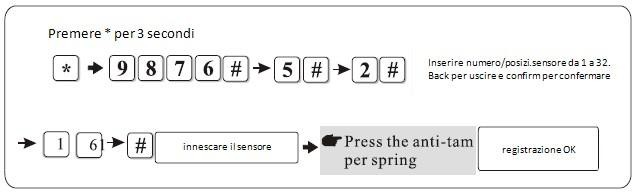 Premere * per 3 secondi
* 9 8 7 6 # 5 # 2 #
Inserire numero/posizi.sensore da 1 a 32.
Back per uscire e confirm per confermare
1 6 # innescare il sensore
Press the anti-tam
per spring
registrazione OK